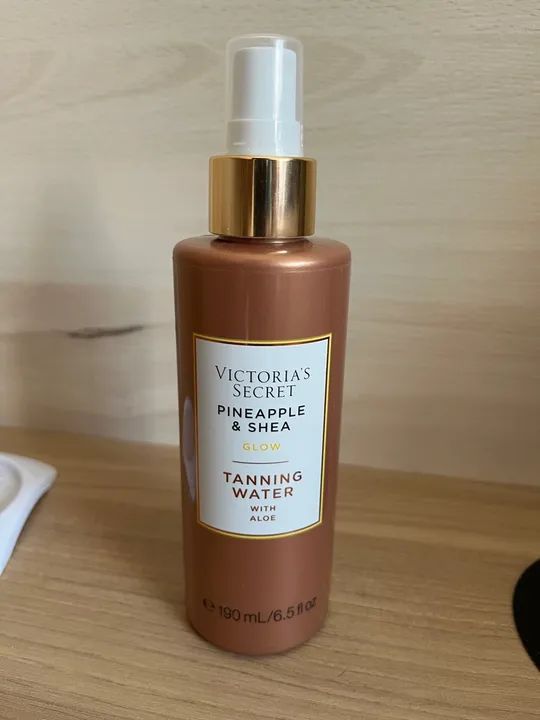 VICTORIA'S
SECRET
PINEAPPLE
& SHEA
GLOW
TANNING
WATER
WITH
ALOE
℮ 190 mL/6.5 fl oz